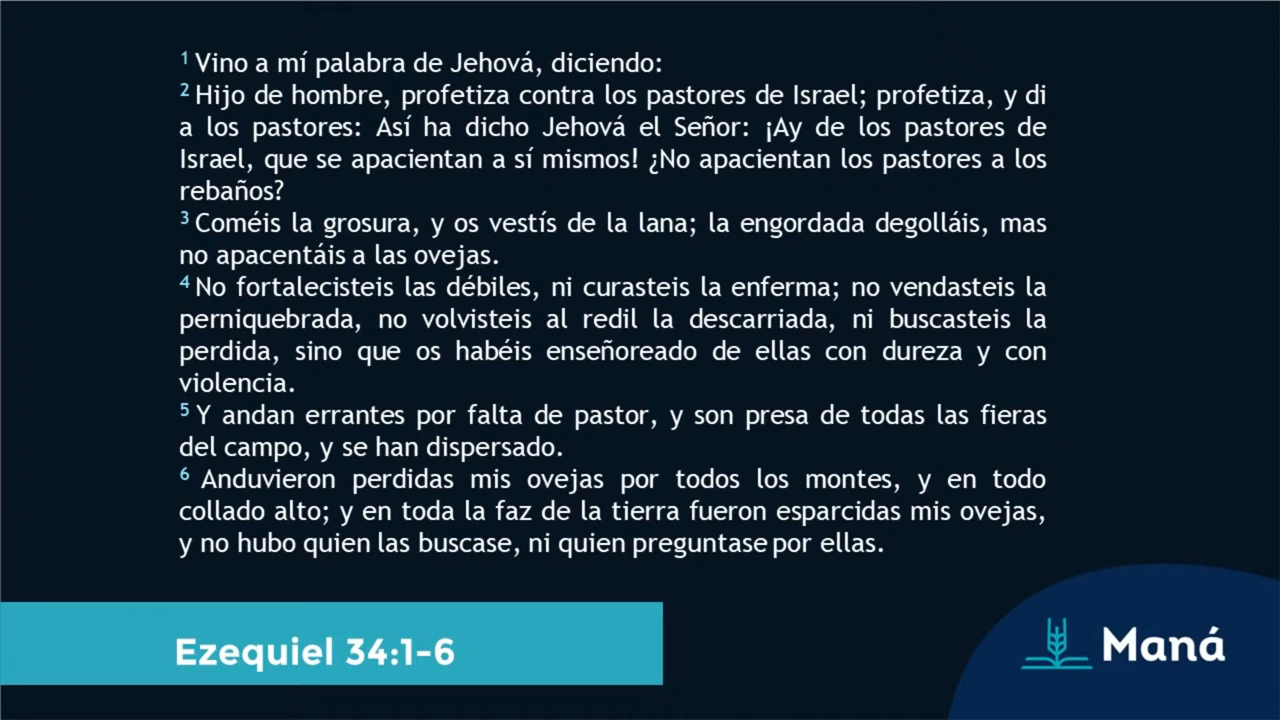 1 Vino a mí palabra de Jehová, diciendo:
2 Hijo de hombre, profetiza contra los pastores de Israel; profetiza, y di
a los pastores: Así ha dicho Jehová el Señor: ¡Ay de los pastores de
Israel, que se apacientan a sí mismos! ¿No apacientan los pastores a los
rebaños?
3 Coméis la grosura, y os vestís de la lana; la engordada degolláis, mas
no apacentáis a las ovejas.
4 No fortalecisteis las débiles, ni curasteis la enferma; no vendasteis la
perniquebrada, no volvisteis al redil la descarriada, ni buscasteis la
perdida, sino que os habéis enseñoreado de ellas con dureza y con
violencia.
5 Y andan errantes por falta de pastor, y son presa de todas las fieras
del campo, y se han dispersado.
6 Anduvieron perdidas mis ovejas por todos los montes, y en todo
collado alto; y en toda la faz de la tierra fueron esparcidas mis ovejas,
y no hubo quien las buscase, ni quien preguntase por ellas.
Ezequiel 34:1-6
Maná